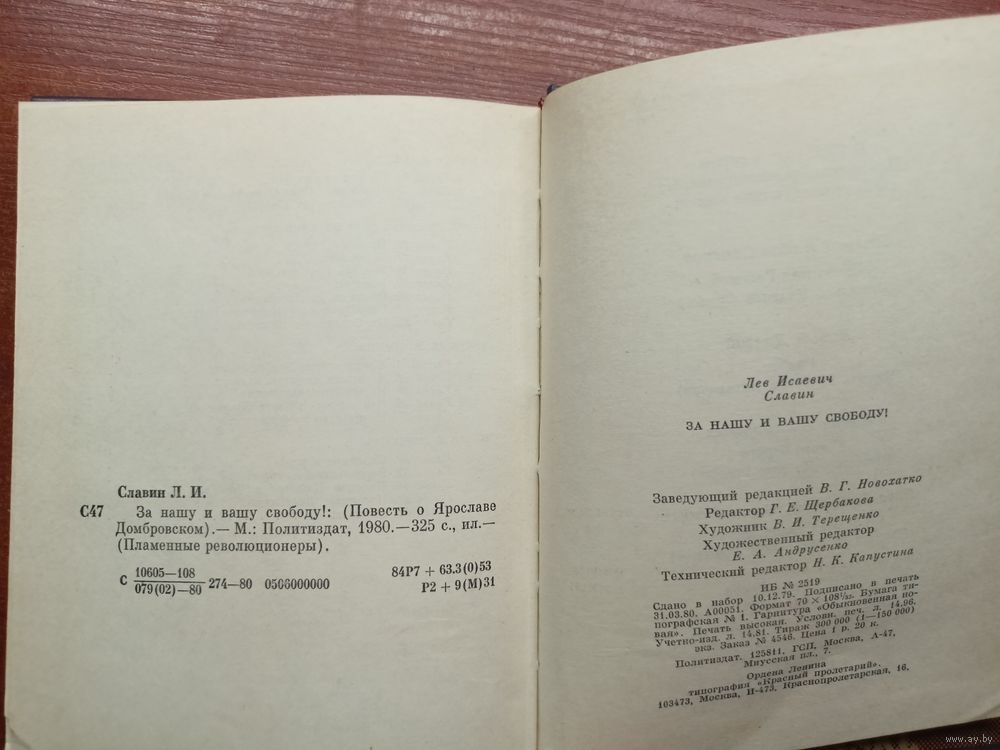 Славин Л. И.
С47 За нашу и вашу свободу!: (Повесть о Ярославе
Домбровском).— М.: Политиздат, 1980.—325 с., ил.—
(Пламенные революционеры).
С 10605—108
079(02)—80 274—80 0506000000
84Р7 + 63.3(0)53
Р2 + 9(М)31
Лев Исаевич
Славин
ЗА НАШУ И ВАШУ СВОБОДУ!
Заведующий редакцией В. Г. Новохатко
Редактор Г. Е. Щербакова
Художник В. И. Терещенко
Художественный редактор
Е. А. Андрусенко
Технический редактор Н. К. Капустина
ИБ № 2519
Сдано в набор 10.12.79. Подписано в печать
31.03.80. А00051. Формат 70 × 108¹/₃₂. Бумага ти-
пографская № 1. Гарнитура «Обыкновенная но-
вая». Печать высокая. Условн. печ. л. 14,96.
Учетно-изд. л. 14,81. Тираж 300 000 (1—150 000)
экз. Заказ № 4546. Цена 1 р. 20 к.
Политиздат. 125811, ГСП, Москва, А-47,
Миусская пл., 7.
Ордена Ленина
типография «Красный пролетарий».
103473, Москва, И-473, Краснопролетарская, 16.
www.ay.by